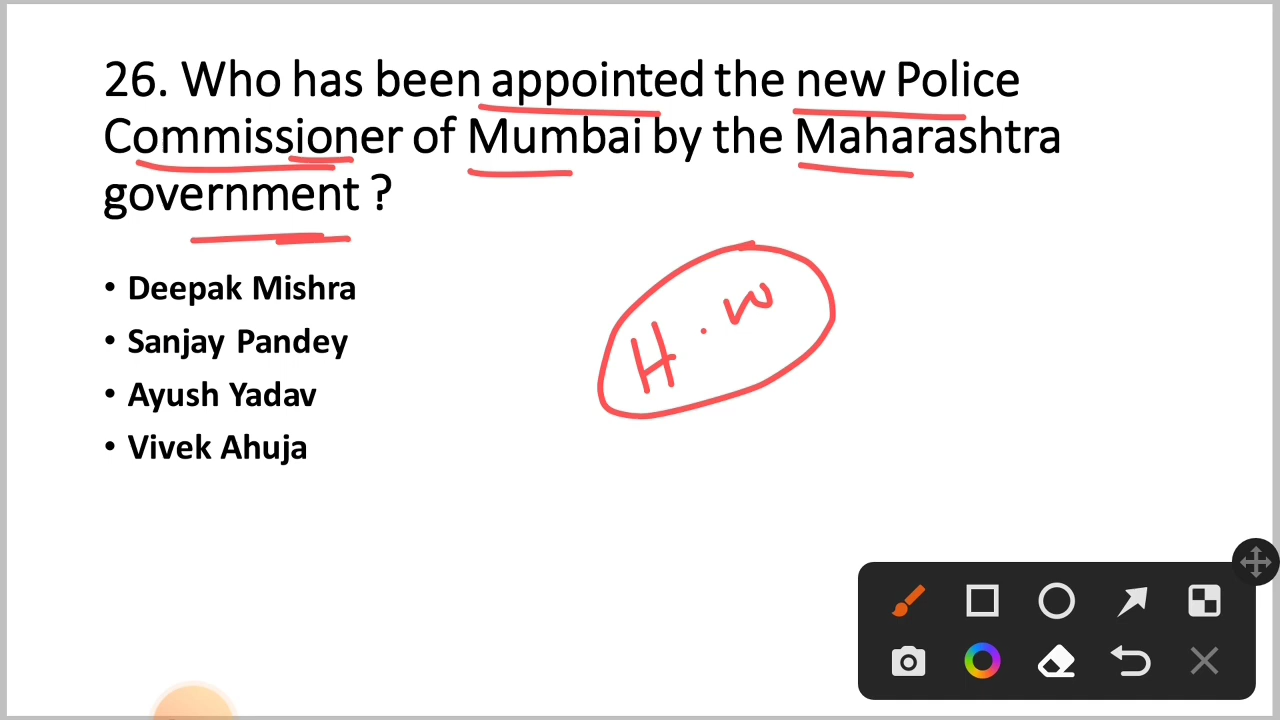 26. Who has been appointed the new Police
Commissioner of Mumbai by the Maharashtra
government ?
• Deepak Mishra
• Sanjay Pandey
• Ayush Yadav
• Vivek Ahuja
H.W